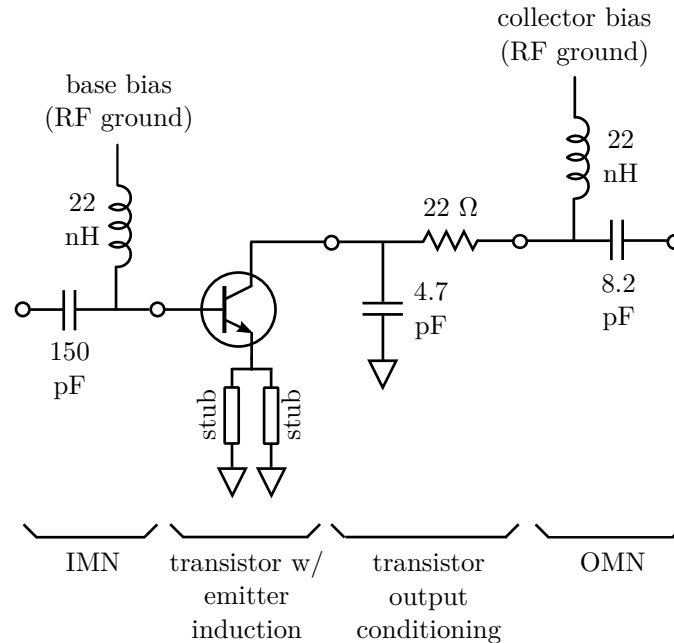 collector bias
(RF ground)
base bias
(RF ground)
22
nH
22
nH
22 Ω
4.7
pF
8.2
pF
150
pF
stub
stub
IMN
transistor w/
emitter
induction
transistor
output
conditioning
OMN